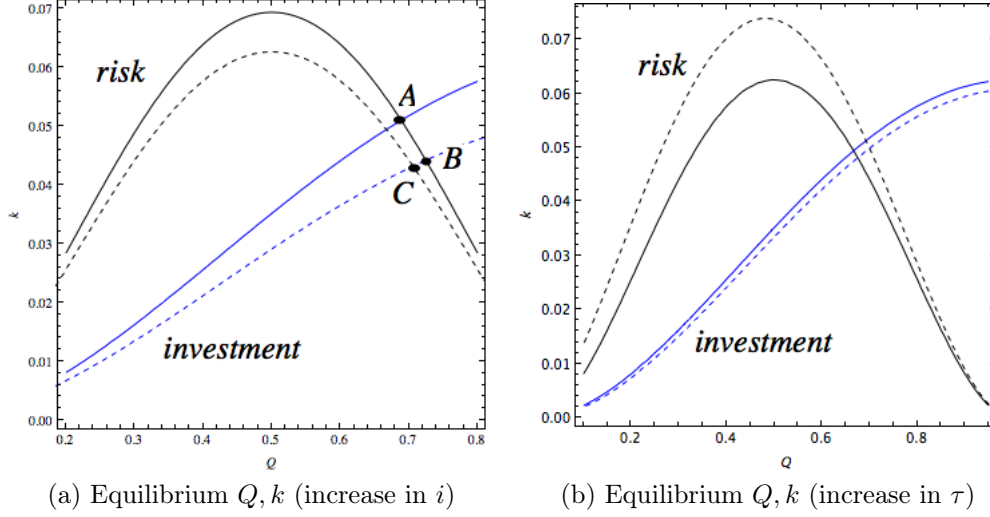 0.07
0.06
0.05
0.04
0.03
0.02
0.01
0.00
k
risk
A
B
C
investment
0.2 0.3 0.4 0.5 0.6 0.7 0.8
Q
(a) Equilibrium Q, k (increase in i)
0.07
0.06
0.05
0.04
0.03
0.02
0.01
0.00
k
risk
investment
0.2 0.4 0.6 0.8
Q
(b) Equilibrium Q, k (increase in τ)